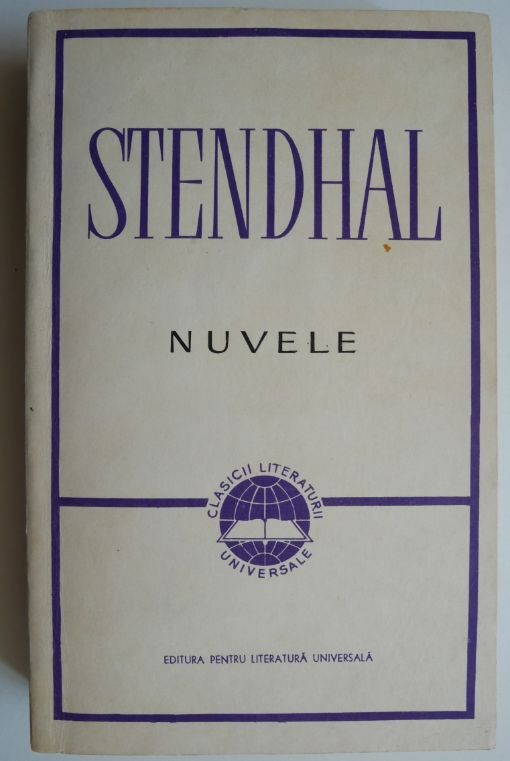 STENDHAL
NUVELE
CLASICII LITERATURII
UNIVERSALE
EDITURA PENTRU LITERATURĂ UNIVERSALĂ